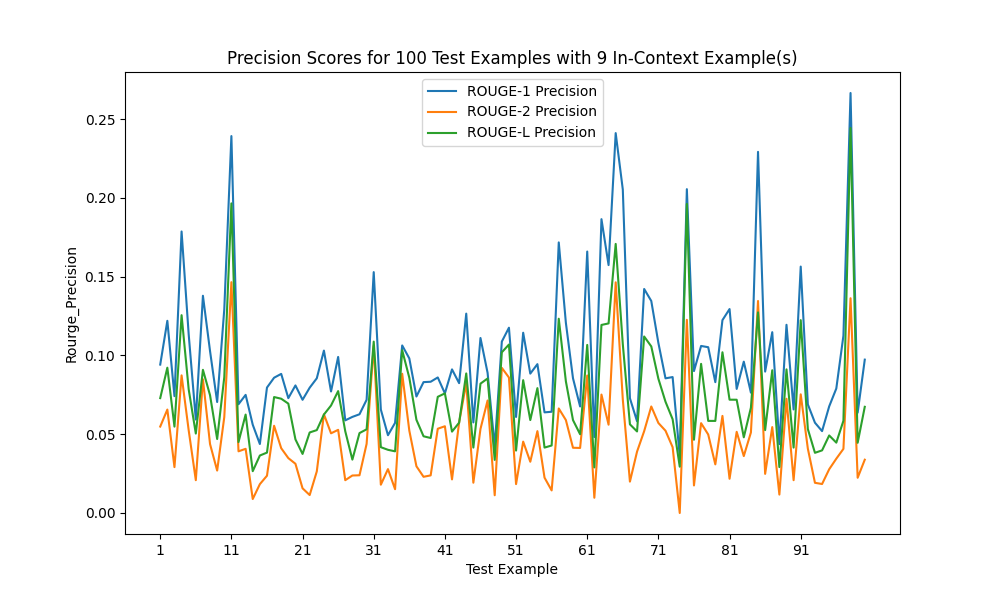 Precision Scores for 100 Test Examples with 9 In-Context Example(s)
ROUGE-1 Precision
ROUGE-2 Precision
ROUGE-L Precision
Rourge_Precision
0.25
0.20
0.15
0.10
0.05
0.00
1 11 21 31 41 51 61 71 81 91
Test Example